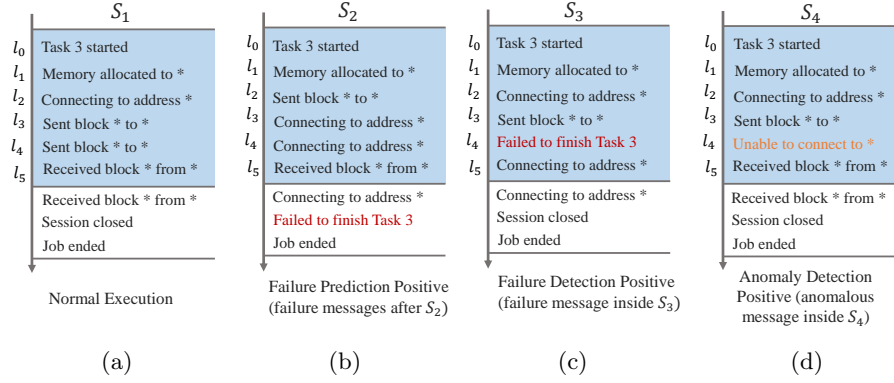 S₁
l₀ Task 3 started
l₁ Memory allocated to *
l₂ Connecting to address *
l₃ Sent block * to *
l₄ Sent block * to *
l₅ Received block * from *
Received block * from *
Session closed
Job ended
Normal Execution
(a)
S₂
l₀ Task 3 started
l₁ Memory allocated to *
l₂ Sent block * to *
l₃ Connecting to address *
l₄ Connecting to address *
l₅ Received block * from *
Connecting to address *
Failed to finish Task 3
Job ended
Failure Prediction Positive
(failure messages after S₂)
(b)
S₃
l₀ Task 3 started
l₁ Memory allocated to *
l₂ Connecting to address *
l₃ Sent block * to *
l₄ Failed to finish Task 3
l₅ Connecting to address *
Connecting to address *
Session closed
Job ended
Failure Detection Positive
(failure message inside S₃)
(c)
S₄
l₀ Task 3 started
l₁ Memory allocated to *
l₂ Connecting to address *
l₃ Sent block * to *
l₄ Unable to connect to *
l₅ Received block * from *
Received block * from *
Session closed
Job ended
Anomaly Detection
Positive (anomalous
message inside S₄)
(d)